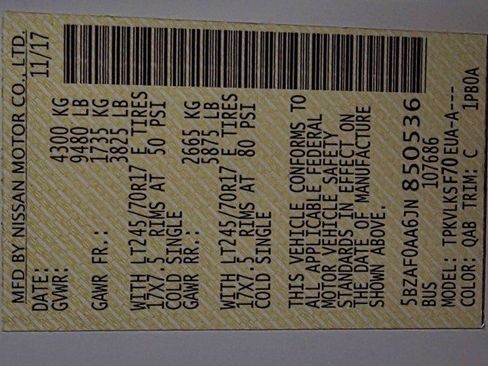 MFD BY NISSAN MOTOR CO., LTD.
DATE: 11/17
GVWR: 4300 KG
9480 LB
GAWR FR.: 1735 KG
3825 LB
WITH LT245/70R17 E TIRES
17X7.5 RIMS AT 50 PSI
COLD SINGLE
GAWR RR.: 2665 KG
5875 LB
WITH LT245/70R17 E TIRES
17X7.5 RIMS AT 80 PSI
COLD SINGLE
THIS VEHICLE CONFORMS TO
ALL APPLICABLE FEDERAL
MOTOR VEHICLE SAFETY
STANDARDS IN EFFECT ON
THE DATE OF MANUFACTURE
SHOWN ABOVE.
5BZAF0AA6JN 850536
BUS 107686
MODEL: TPKVLKSF70EUA-A----
COLOR: QAB TRIM: C 1PBOA